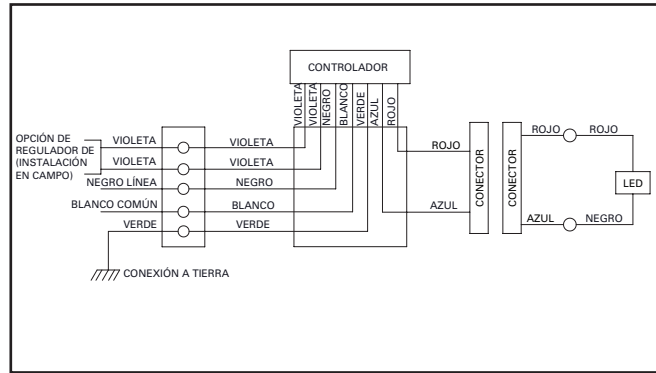 CONTROLADOR
VIOLETA
VIOLETA
NEGRO
BLANCO
VERDE
AZUL
ROJO
OPCIÓN DE
REGULADOR DE
(INSTALACIÓN
EN CAMPO)
VIOLETA
VIOLETA
VIOLETA
VIOLETA
NEGRO LÍNEA
NEGRO
BLANCO COMÚN
BLANCO
VERDE
VERDE
CONEXIÓN A TIERRA
ROJO
AZUL
CONECTOR
CONECTOR
ROJO
ROJO
LED
AZUL
NEGRO